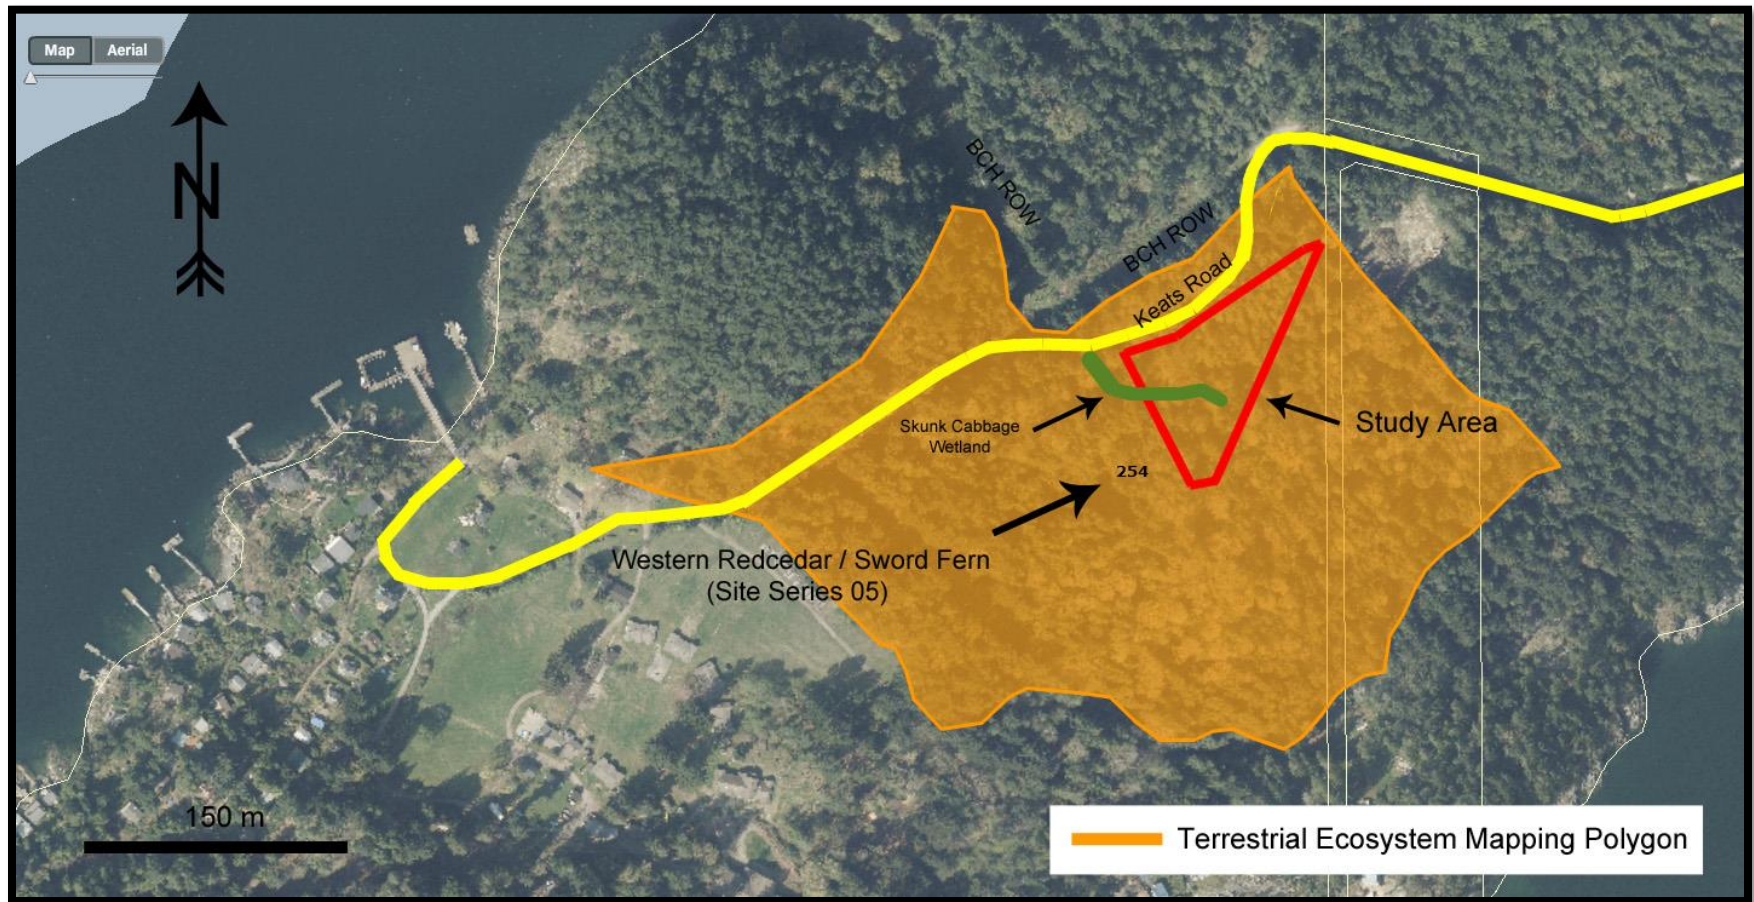 Map
Aerial
N
BCH ROW
BCH ROW
Keats Road
Skunk Cabbage
Wetland
Study Area
254
Western Redcedar / Sword Fern
(Site Series 05)
150 m
Terrestrial Ecosystem Mapping Polygon